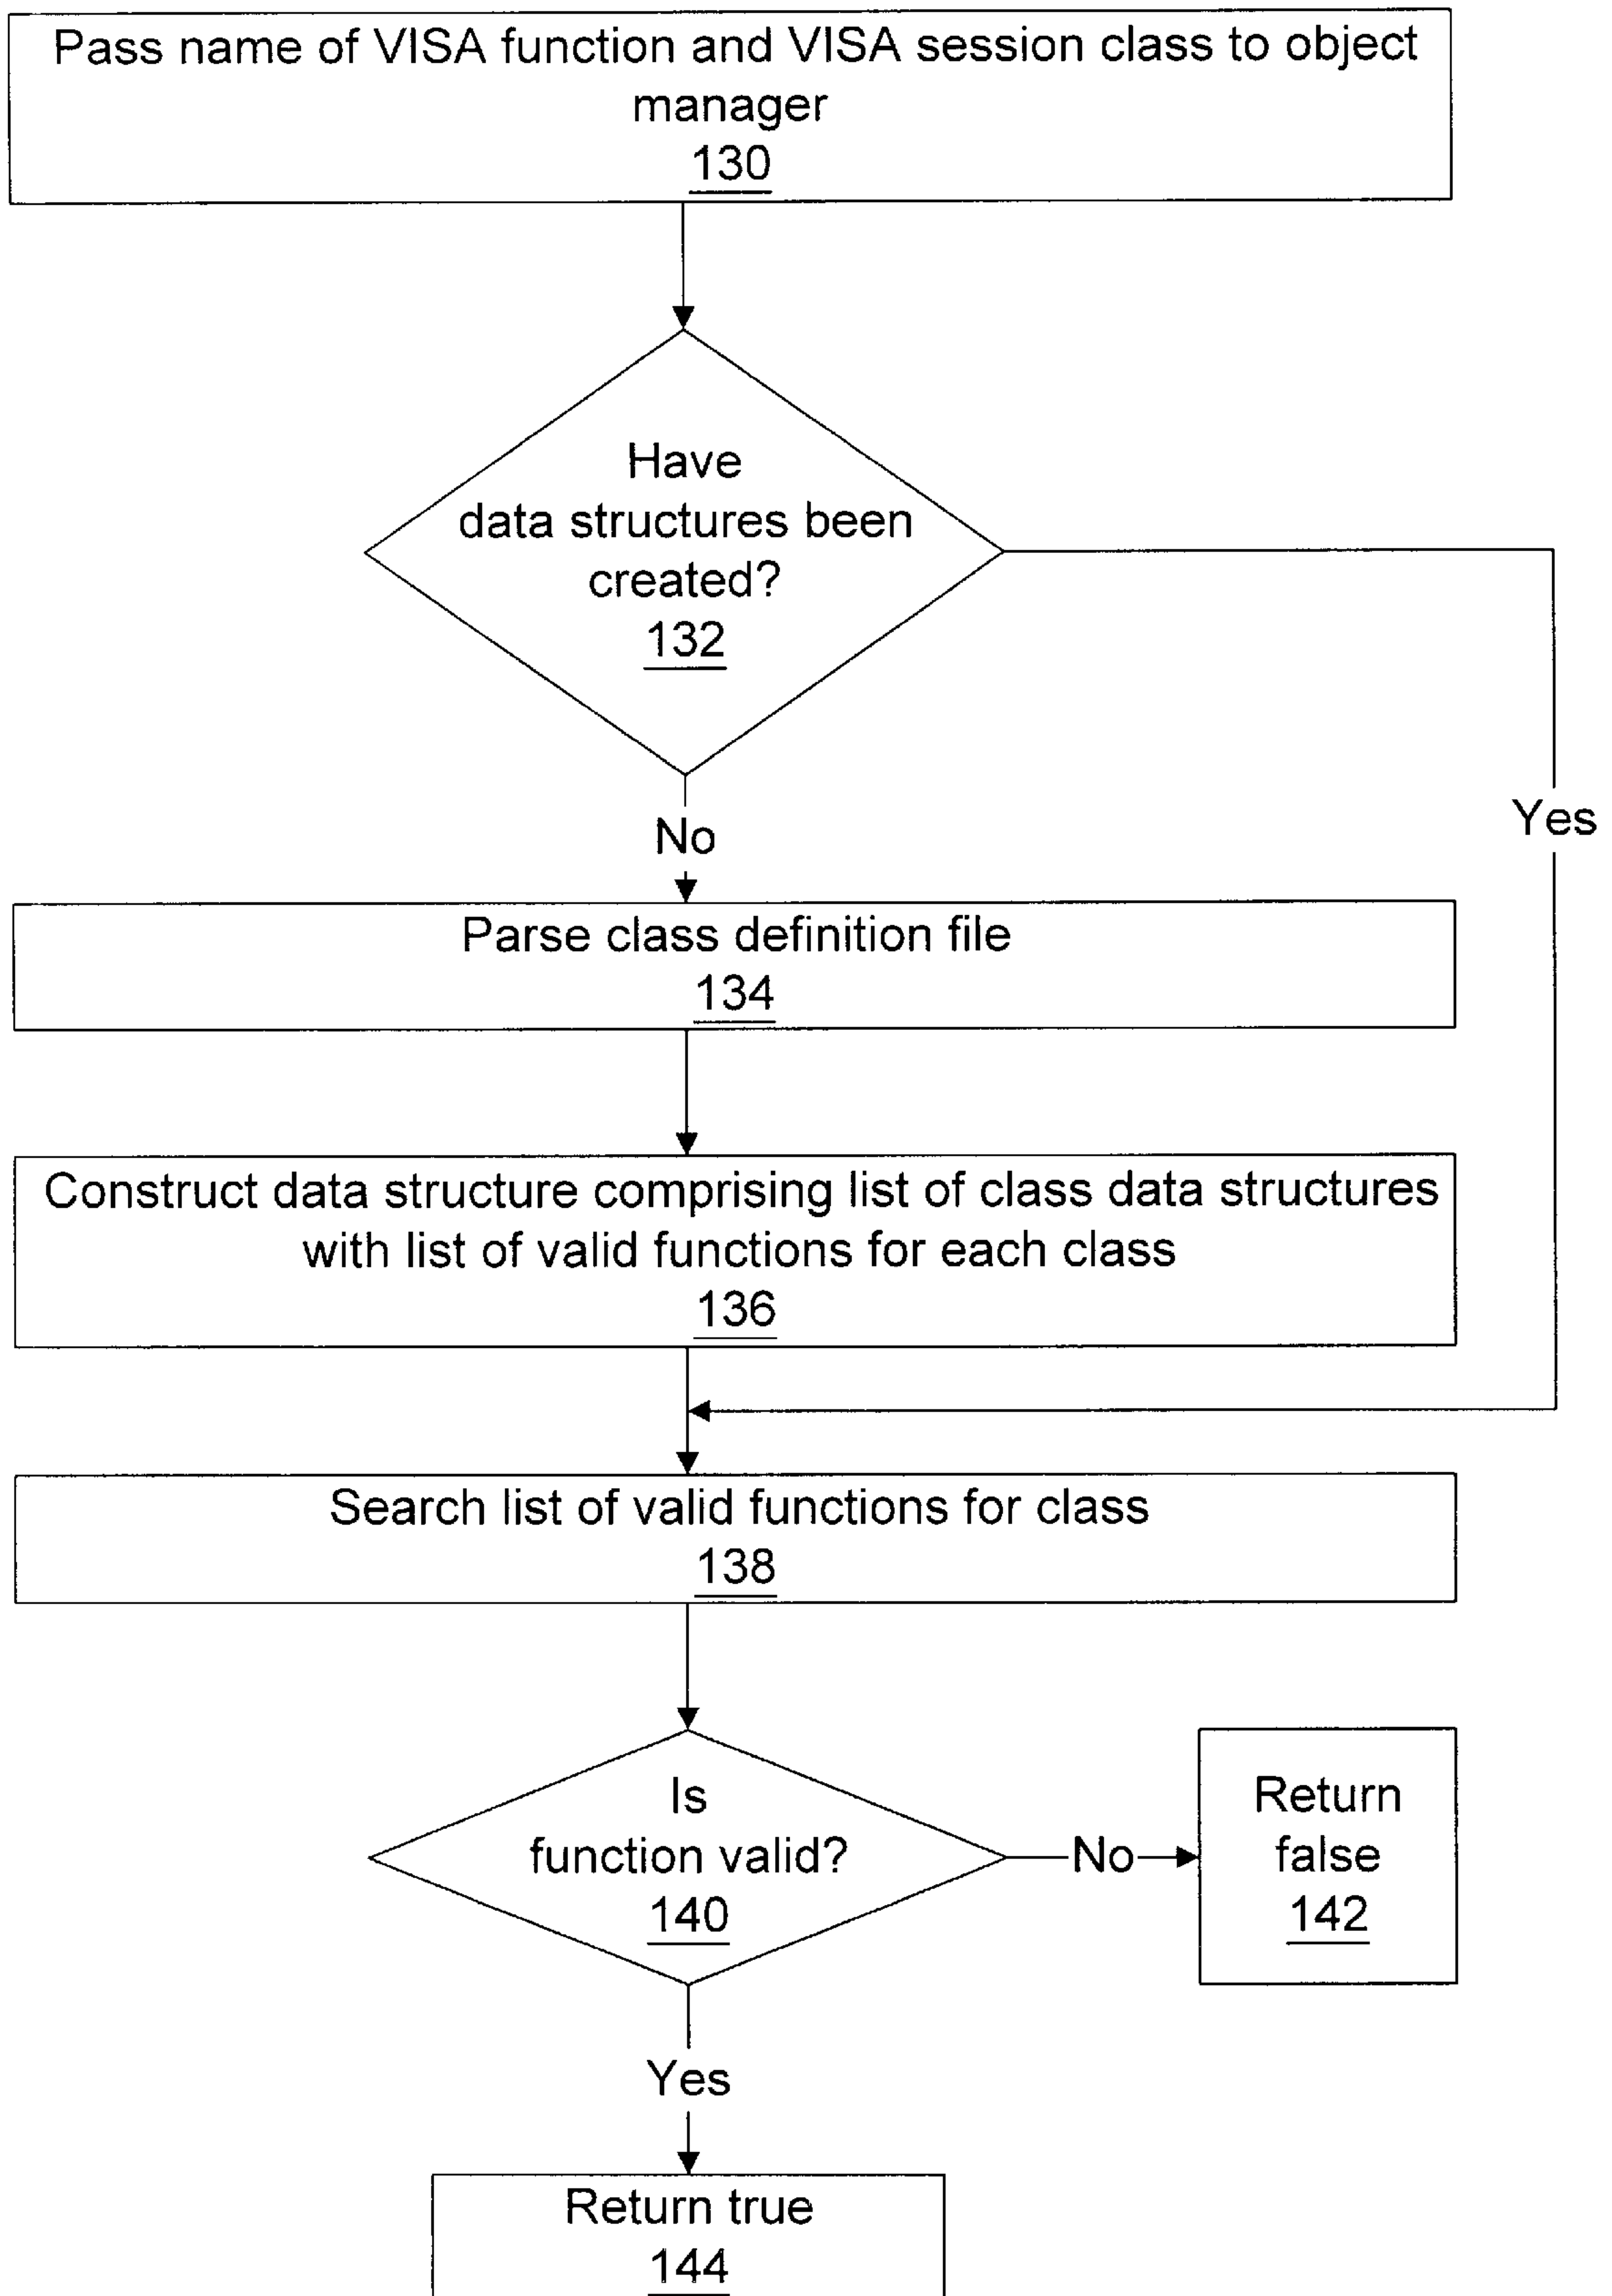 Pass name of VISA function and VISA session class to object
manager
130
Have
data structures been
created?
132
Yes
No
Parse class definition file
134
Construct data structure comprising list of class data structures
with list of valid functions for each class
136
Search list of valid functions for class
138
Is
function valid?
140
No
Return
false
142
Yes
Return true
144